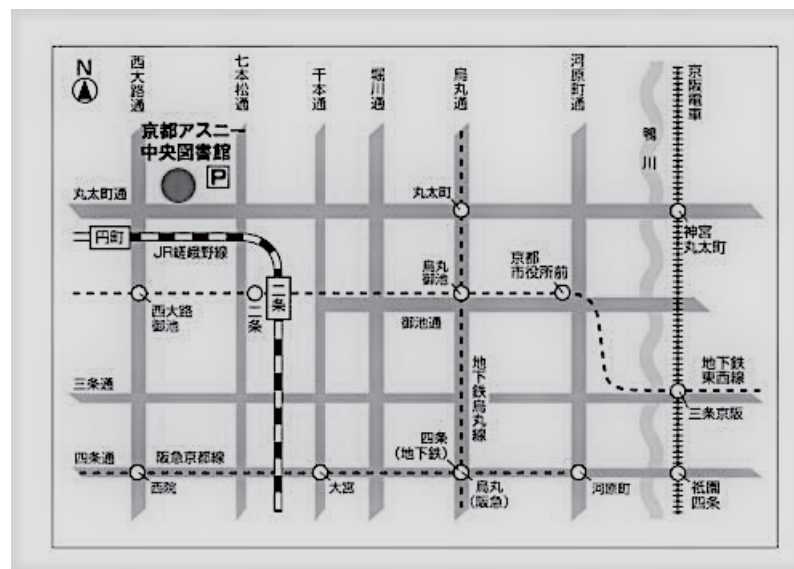 N
西大路通
七本松通
千本通
堀川通
烏丸通
河原町通
京阪電車
鴨川
京都アスニー
中央図書館
P
丸太町通
丸太町
神宮
丸太町
円町
JR嵯峨野線
烏丸
御池
京都
市役所前
西大路
御池
二条
二条
御池通
地下鉄烏丸線
地下鉄
東西線
三条通
三条京阪
四条通
阪急京都線
四条
(地下鉄)
西院
大宮
烏丸
(阪急)
河原町
祇園
四条